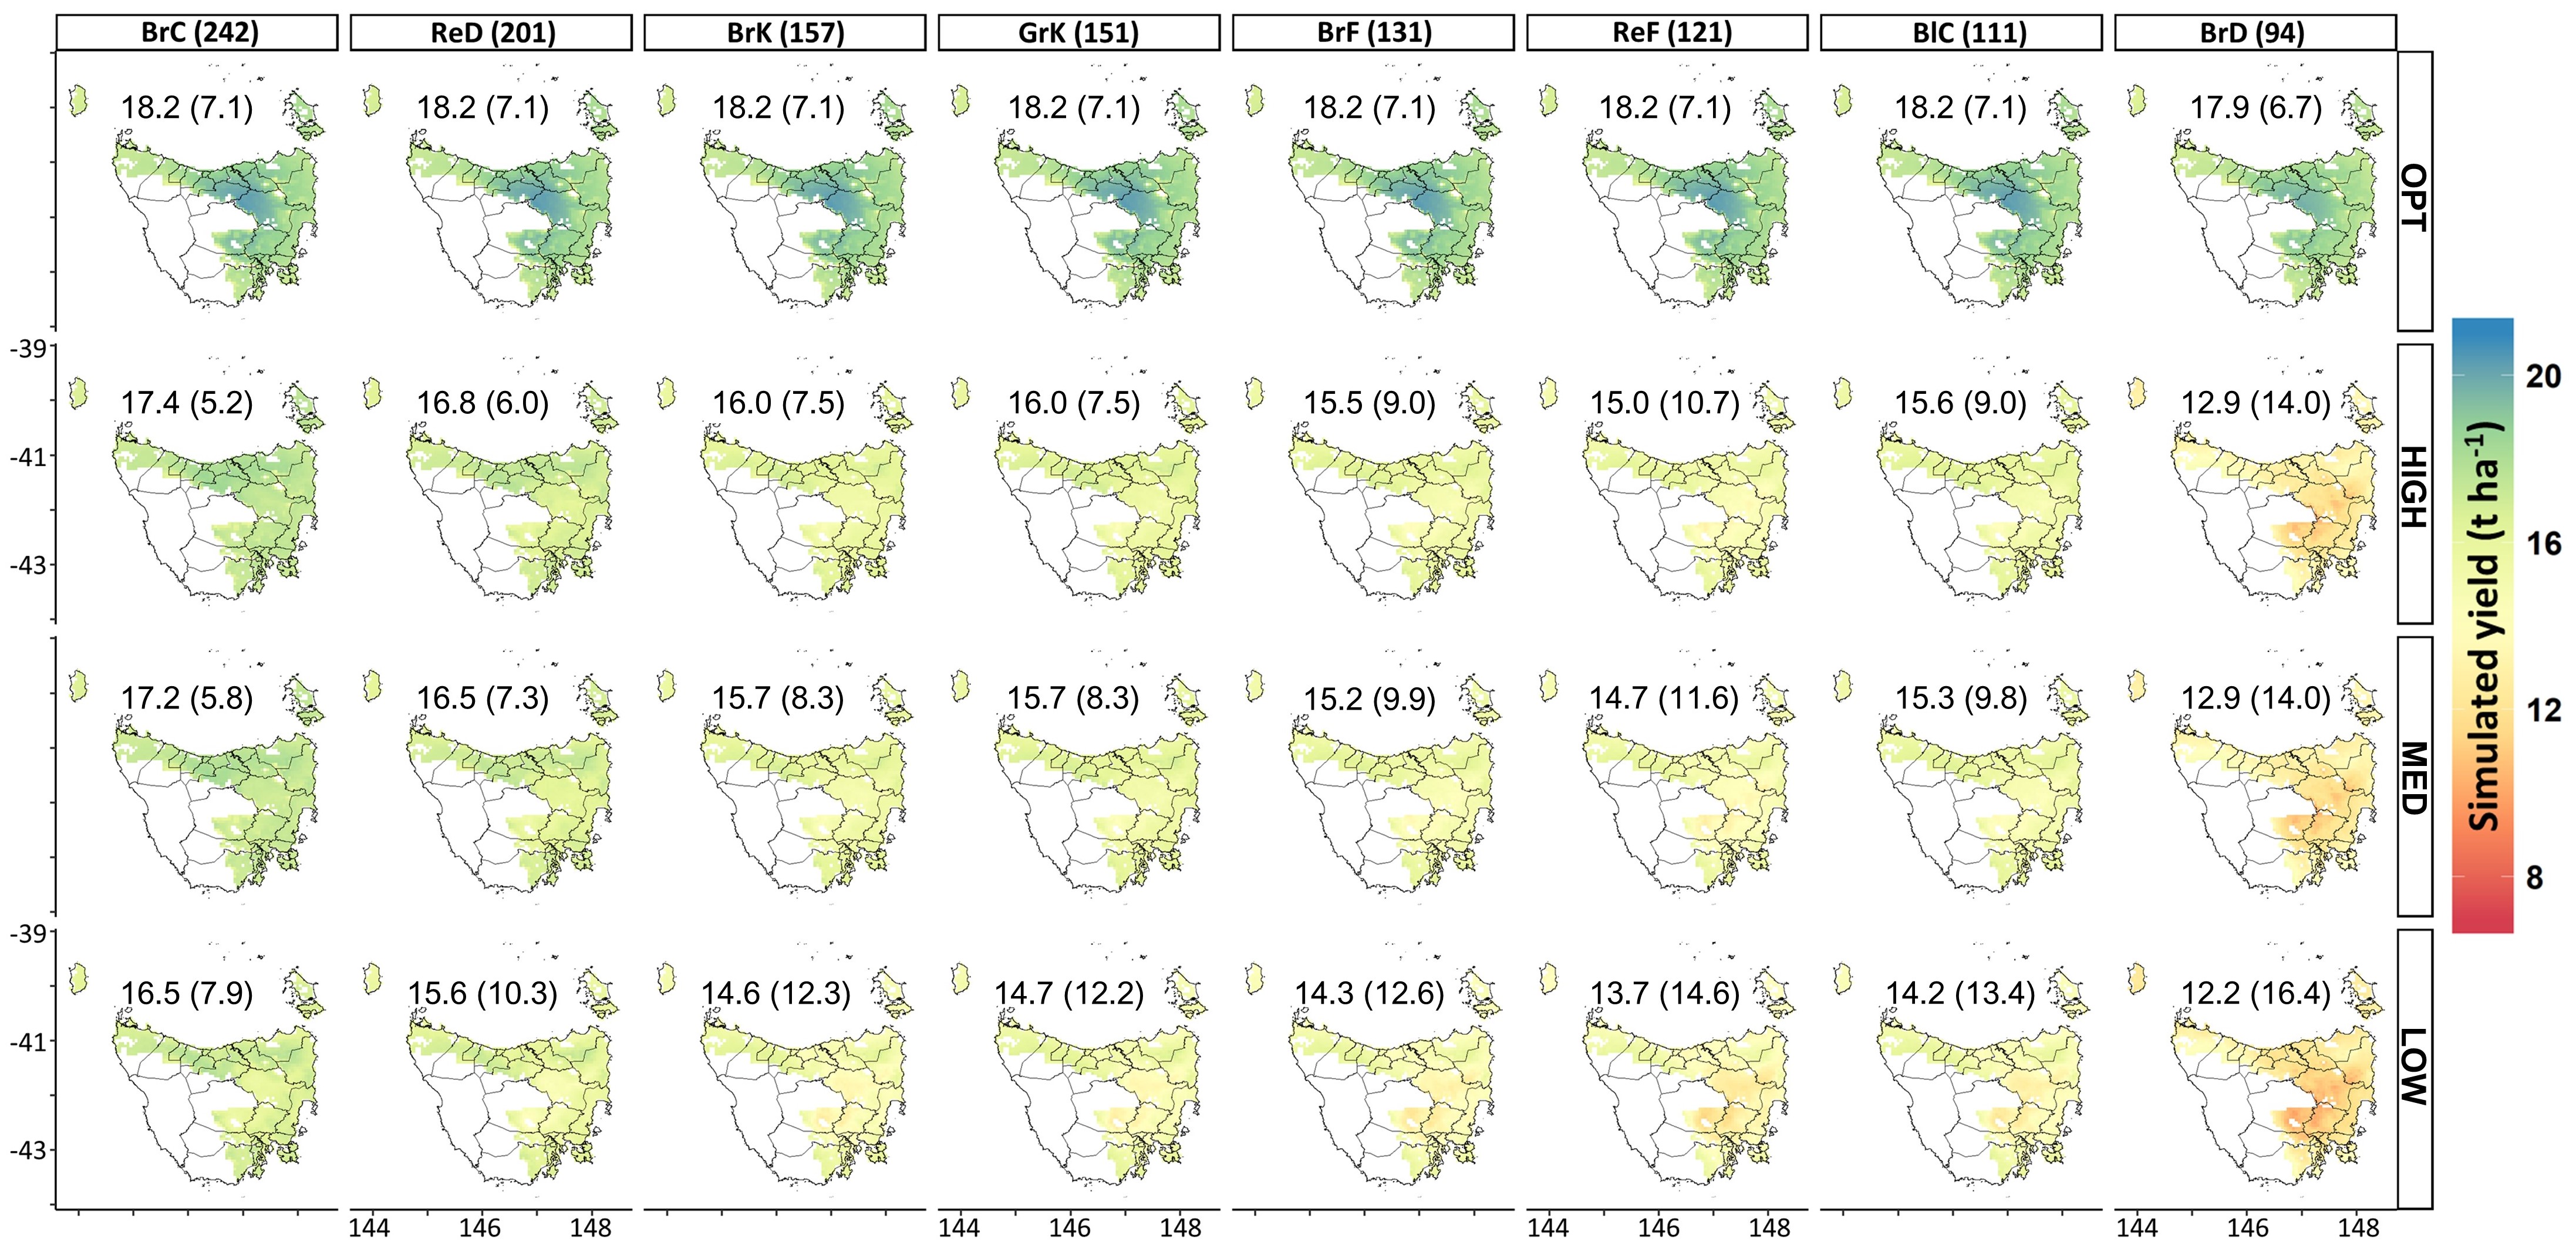 BrC (242) ReD (201) BrK (157) GrK (151) BrF (131) ReF (121) BlC (111) BrD (94)
18.2 (7.1) 18.2 (7.1) 18.2 (7.1) 18.2 (7.1) 18.2 (7.1) 18.2 (7.1) 18.2 (7.1) 17.9 (6.7)
OPT
-39
17.4 (5.2) 16.8 (6.0) 16.0 (7.5) 16.0 (7.5) 15.5 (9.0) 15.0 (10.7) 15.6 (9.0) 12.9 (14.0)
-41
HIGH
-43
17.2 (5.8) 16.5 (7.3) 15.7 (8.3) 15.7 (8.3) 15.2 (9.9) 14.7 (11.6) 15.3 (9.8) 12.9 (14.0)
MED
-39
16.5 (7.9) 15.6 (10.3) 14.6 (12.3) 14.7 (12.2) 14.3 (12.6) 13.7 (14.6) 14.2 (13.4) 12.2 (16.4)
-41
LOW
-43
144 146 148 144 146 148 144 146 148 144 146 148
Simulated yield (t ha⁻¹)
20
16
12
8